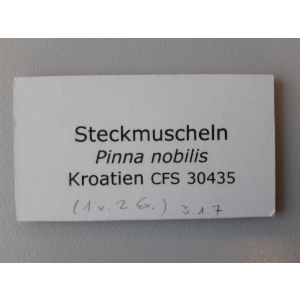 Steckmuscheln
Pinna nobilis
Kroatien CFS 30435
(1 v. 2 Ex.) 3.1.7